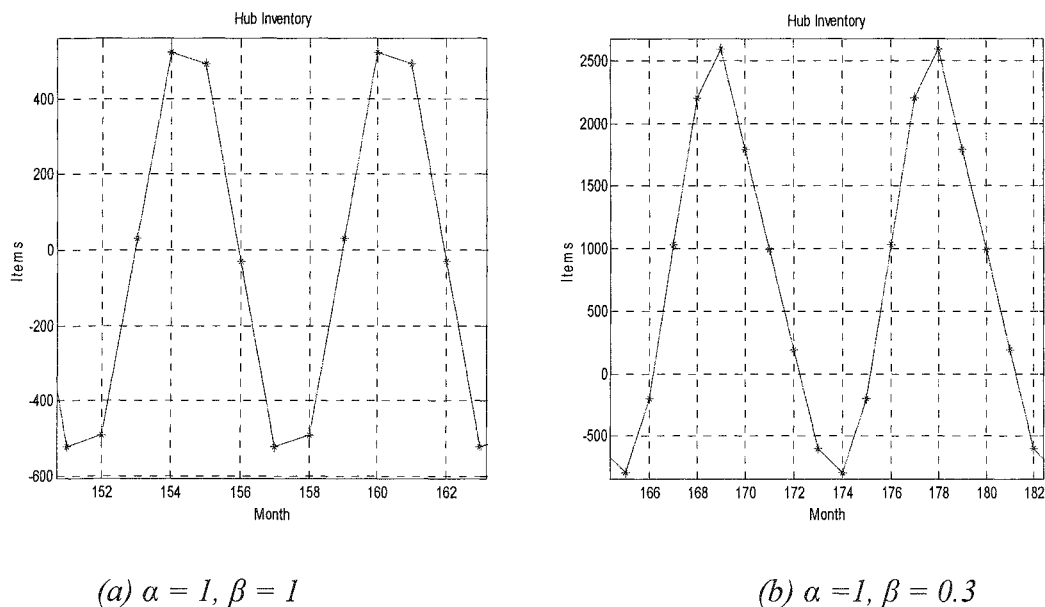 Hub Inventory
400
200
0
-200
-400
-600
Items
152 154 156 158 160 162
Month
(a) α = 1, β = 1
Hub Inventory
2500
2000
1500
1000
500
0
-500
Items
166 168 170 172 174 176 178 180 182
Month
(b) α =1, β = 0.3